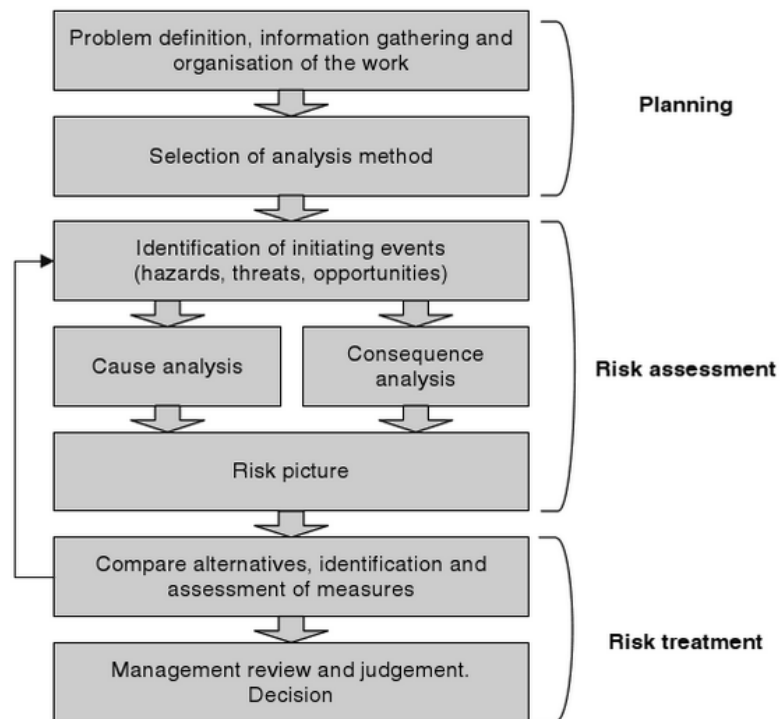 Problem definition, information gathering and
organisation of the work
Planning
Selection of analysis method
Identification of initiating events
(hazards, threats, opportunities)
Cause analysis
Consequence
analysis
Risk assessment
Risk picture
Compare alternatives, identification and
assessment of measures
Risk treatment
Management review and judgement.
Decision